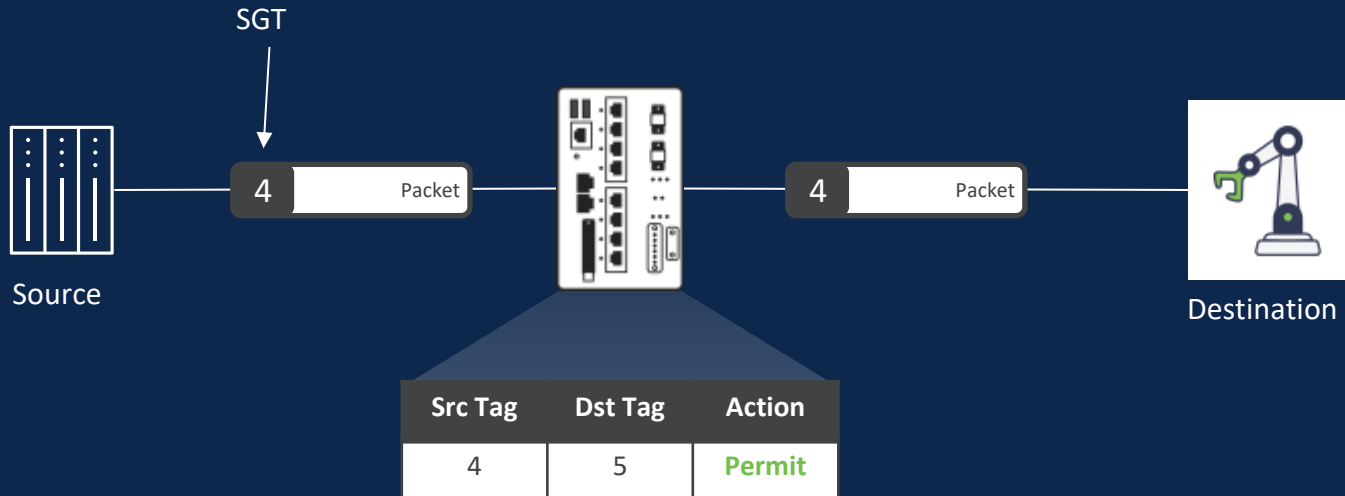 SGT
4 Packet
4 Packet
Source
Destination
Src Tag Dst Tag Action
4 5 Permit